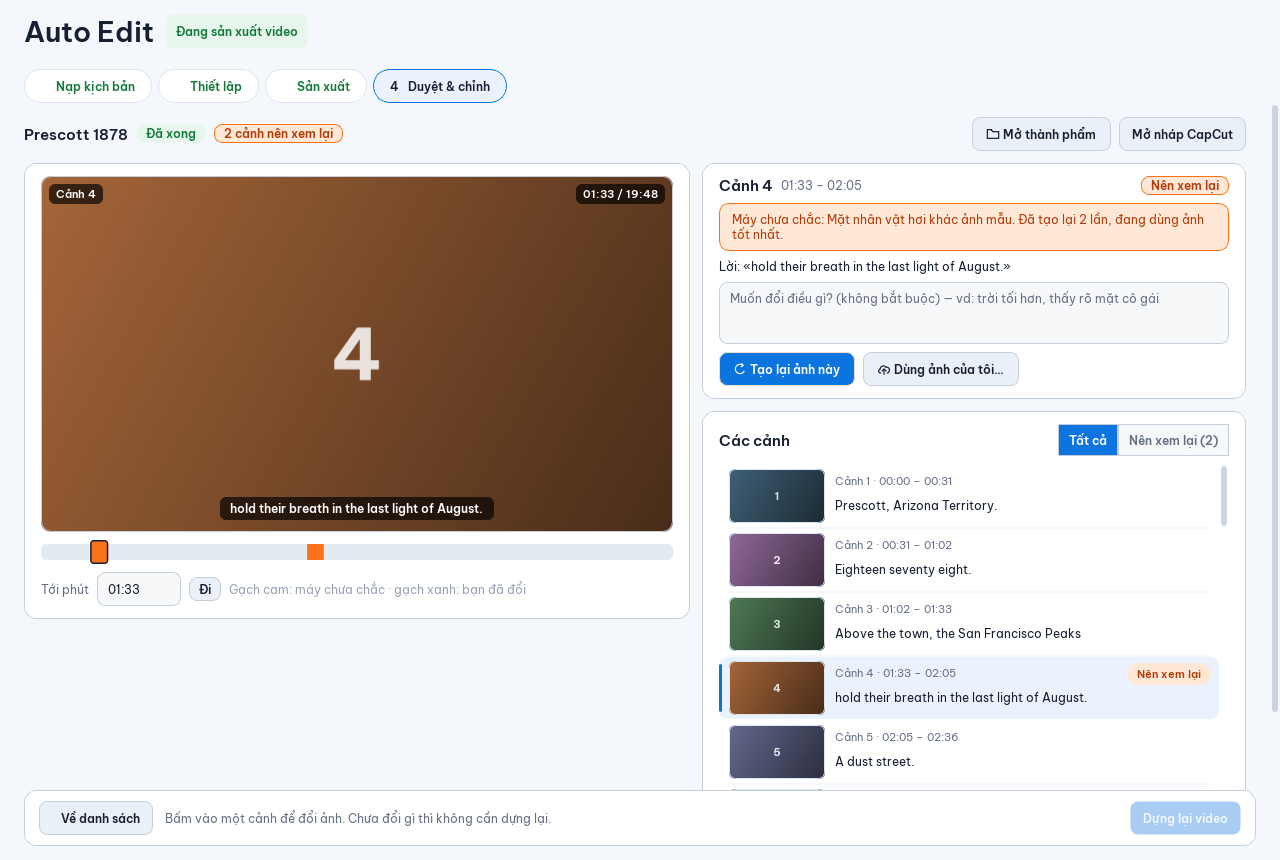 Auto Edit
Đang sản xuất video
Nạp kịch bản
Thiết lập
Sản xuất
4 Duyệt & chỉnh
Prescott 1878
Đã xong
2 cảnh nên xem lại
Mở thành phẩm
Mở nháp CapCut
Cảnh 4
01:33 / 19:48
4
hold their breath in the last light of August.
Tới phút
01:33
Đi
Gạch cam: máy chưa chắc · gạch xanh: bạn đã đổi
Cảnh 4 01:33 – 02:05
Nên xem lại
Máy chưa chắc: Mặt nhân vật hơi khác ảnh mẫu. Đã tạo lại 2 lần, đang dùng ảnh
tốt nhất.
Lời: «hold their breath in the last light of August.»
Muốn đổi điều gì? (không bắt buộc) — vd: trời tối hơn, thấy rõ mặt cô gái
Tạo lại ảnh này
Dùng ảnh của tôi...
Các cảnh
Tất cả
Nên xem lại (2)
1
Cảnh 1 · 00:00 – 00:31
Prescott, Arizona Territory.
2
Cảnh 2 · 00:31 – 01:02
Eighteen seventy eight.
3
Cảnh 3 · 01:02 – 01:33
Above the town, the San Francisco Peaks
4
Cảnh 4 · 01:33 – 02:05
Nên xem lại
hold their breath in the last light of August.
5
Cảnh 5 · 02:05 – 02:36
A dust street.
Về danh sách
Bấm vào một cảnh để đổi ảnh. Chưa đổi gì thì không cần dựng lại.
Dựng lại video